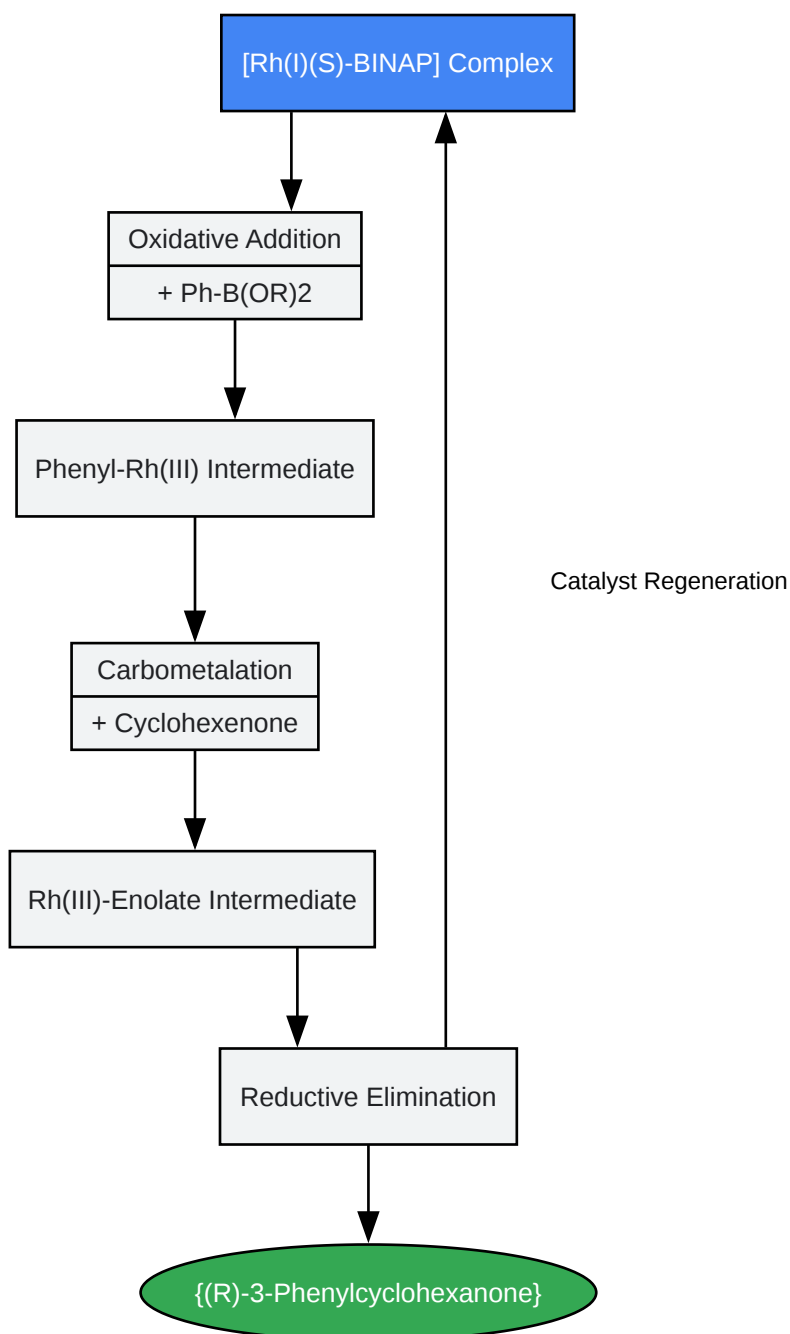 [Rh(I)(S)-BINAP] Complex
Oxidative Addition
+ Ph-B(OR)2
Phenyl-Rh(III) Intermediate
Catalyst Regeneration
Carbometalation
+ Cyclohexenone
Rh(III)-Enolate Intermediate
Reductive Elimination
{(R)-3-Phenylcyclohexanone}